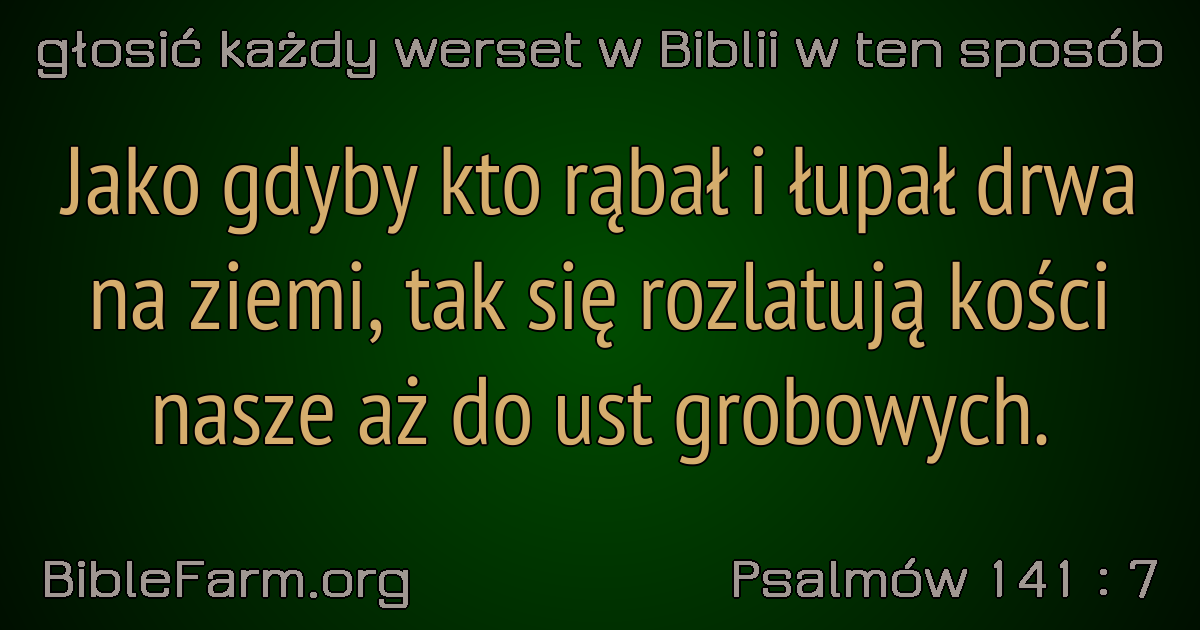 głosić każdy werset w Biblii w ten sposób
Jako gdyby kto rąbał i łupał drwa
na ziemi, tak się rozlatują kości
nasze aż do ust grobowych.
BibleFarm.org
Psalmów 141 : 7